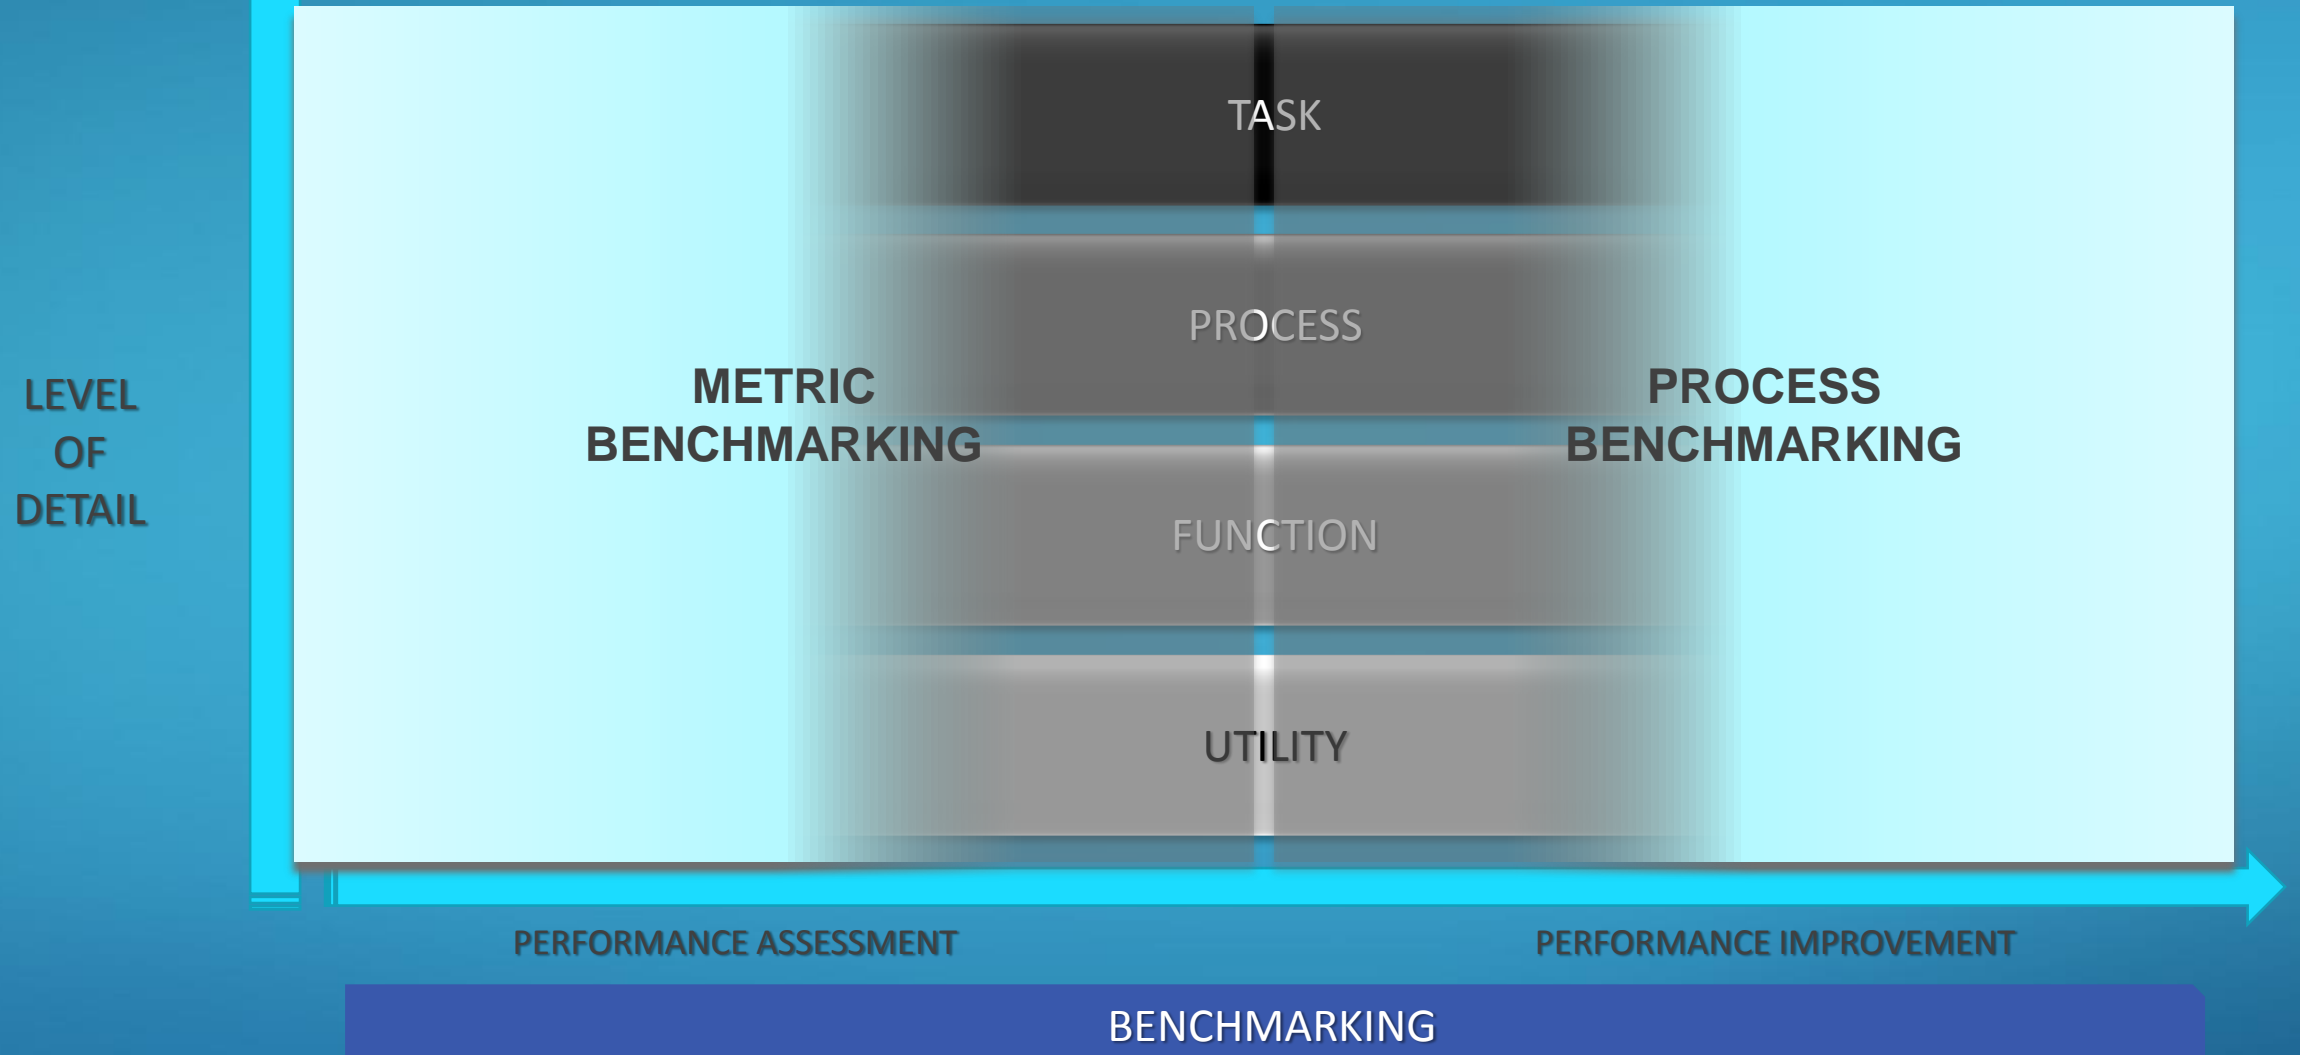 TASK
PROCESS
METRIC
BENCHMARKING
PROCESS
BENCHMARKING
LEVEL
OF
DETAIL
FUNCTION
UTILITY
PERFORMANCE ASSESSMENT
PERFORMANCE IMPROVEMENT
BENCHMARKING